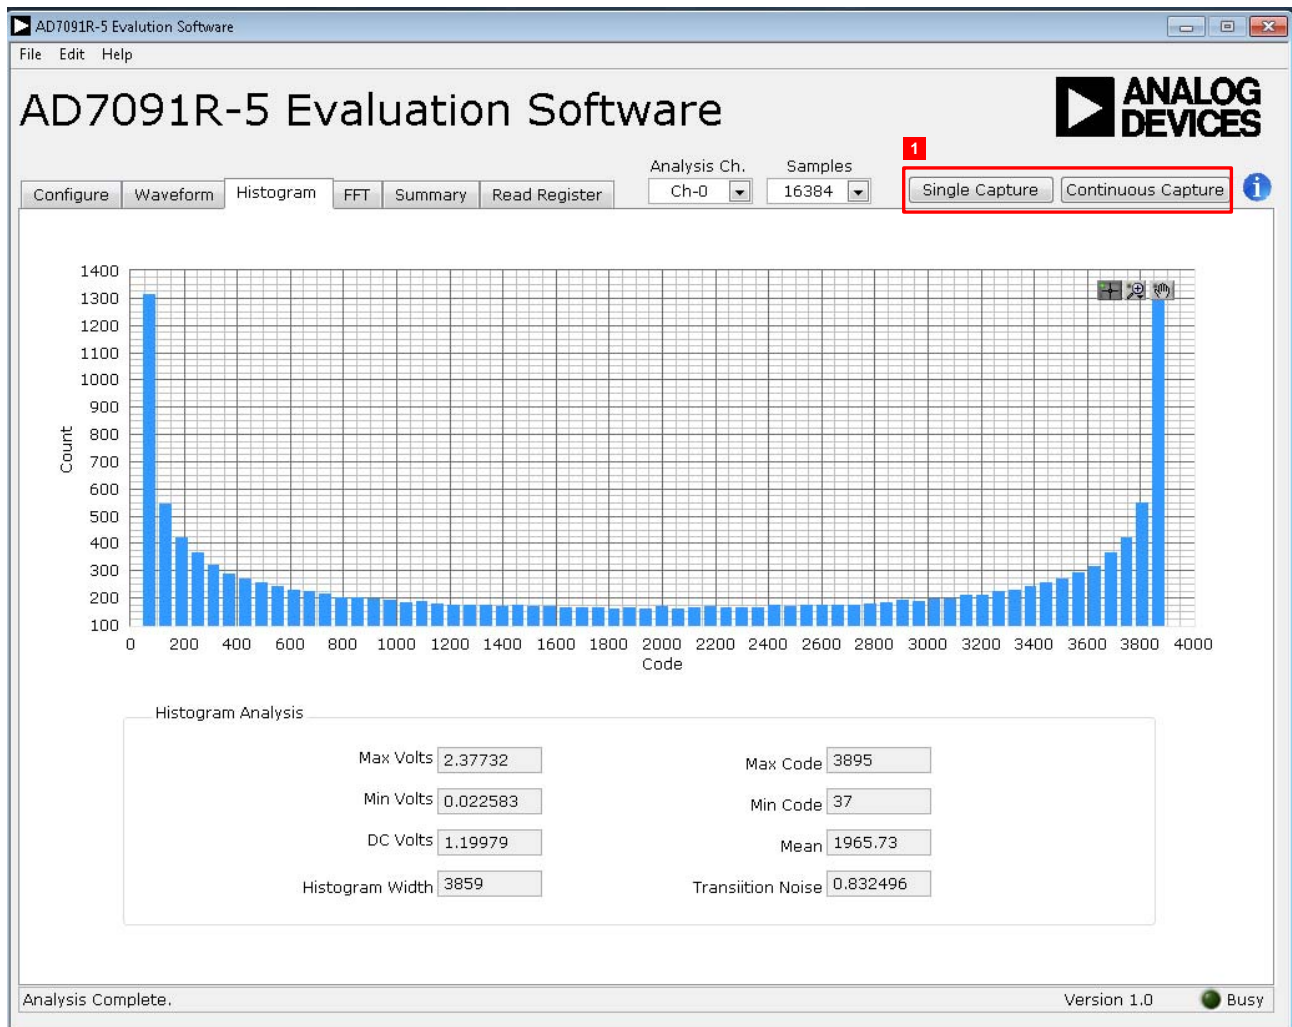 AD7091R-5 Evalution Software
File Edit Help
AD7091R-5 Evaluation Software
ANALOG
DEVICES
1
Analysis Ch. Samples
Configure Waveform Histogram FFT Summary Read Register Ch-0 16384 Single Capture Continuous Capture i
1400
1300
1200
1100
1000
900
800
700
600
500
400
300
200
100
Count
0 200 400 600 800 1000 1200 1400 1600 1800 2000 2200 2400 2600 2800 3000 3200 3400 3600 3800 4000
Code
Histogram Analysis
Max Volts 2.37732 Max Code 3895
Min Volts 0.022583 Min Code 37
DC Volts 1.19979 Mean 1965.73
Histogram Width 3859 Transiition Noise 0.832496
Analysis Complete. Version 1.0 Busy